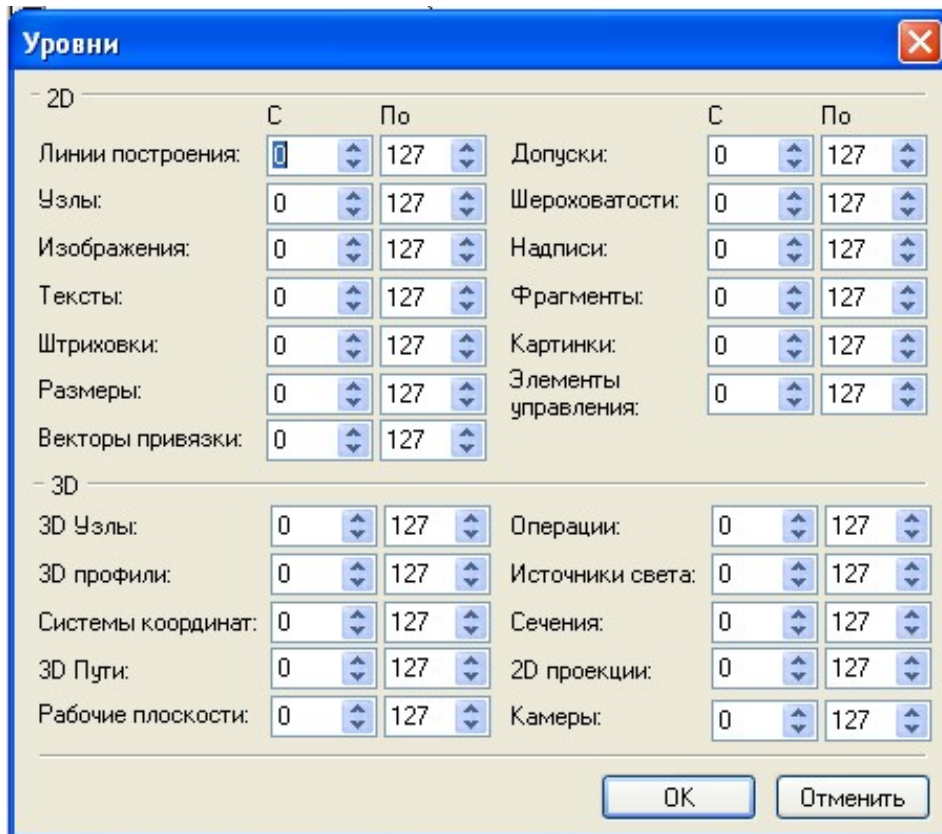 Уровни
2D
С По С По
Линии построения: 0 127 Допуски: 0 127
Узлы: 0 127 Шероховатости: 0 127
Изображения: 0 127 Надписи: 0 127
Тексты: 0 127 Фрагменты: 0 127
Штриховки: 0 127 Картинки: 0 127
Размеры: 0 127 Элементы управления: 0 127
Векторы привязки: 0 127
3D
3D Узлы: 0 127 Операции: 0 127
3D профили: 0 127 Источники света: 0 127
Системы координат: 0 127 Сечения: 0 127
3D Пути: 0 127 2D проекции: 0 127
Рабочие плоскости: 0 127 Камеры: 0 127
OK Отменить